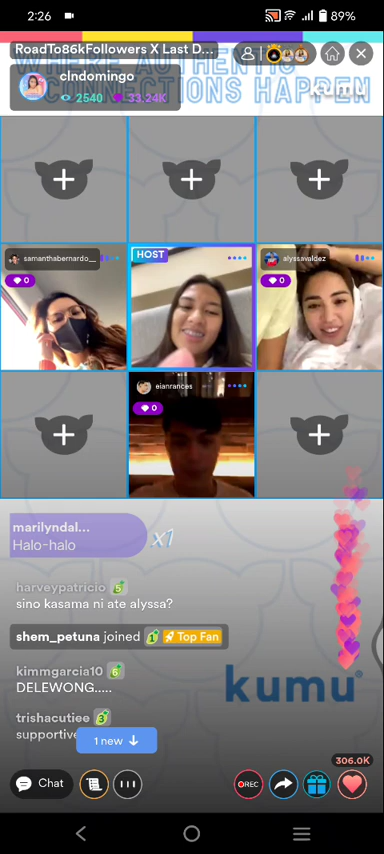 2:26
89%
RoadTo86kFollowers X Last D...
WHERE AUTHENTIC
CONNECTIONS HAPPEN
clndomingo
2540 33.24K
kumu
samanthabernardo__
0
HOST
alyssavaldez
0
eianrances
0
marilyndal...
Halo-halo
x1
harveypatricio 5
sino kasama ni ate alyssa?
shem_petuna joined 1 Top Fan
kimmgarcia10 6
DELEWONG.....
kumu
trishacutiee 3
supportive
1 new
306.0K
Chat
REC